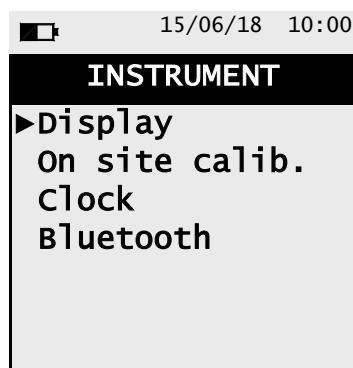 15/06/18 10:00
INSTRUMENT
Display
On site calib.
Clock
Bluetooth